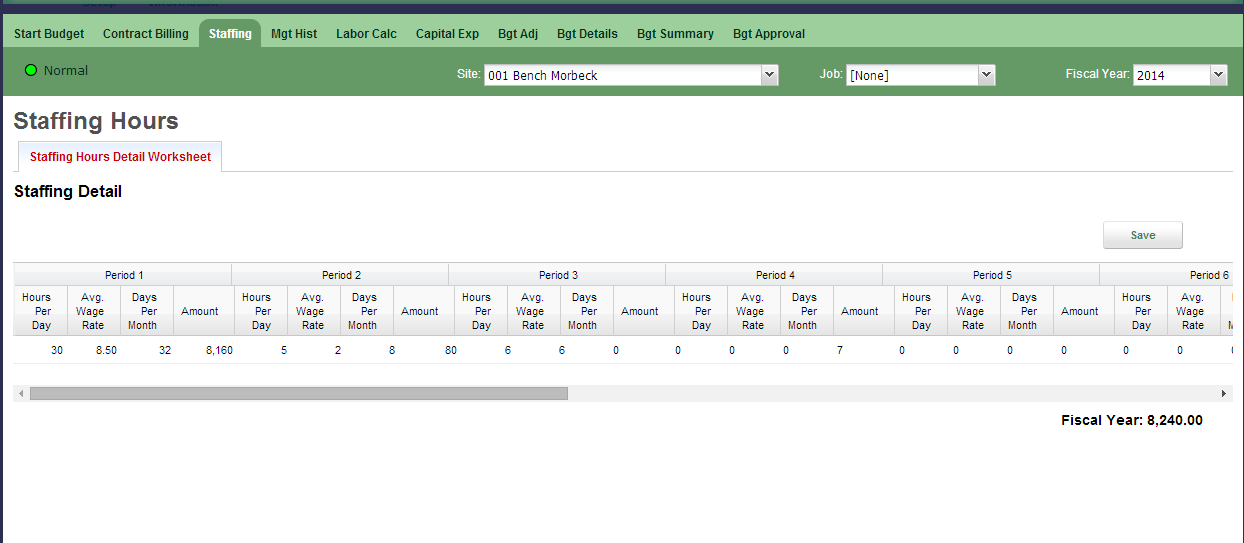 Start Budget Contract Billing Staffing Mgt Hist Labor Calc Capital Exp Bgt Adj Bgt Details Bgt Summary Bgt Approval
Normal Site: 001 Bench Morbeck Job: [None] Fiscal Year: 2014
Staffing Hours
Staffing Hours Detail Worksheet
Staffing Detail
Save
Period 1 Period 2 Period 3 Period 4 Period 5 Period 6
Hours Avg. Days Hours Avg. Days Hours Avg. Days Hours Avg. Days Hours Avg. Days Hours Avg.
Per Wage Per Amount Per Wage Per Amount Per Wage Per Amount Per Wage Per Amount Per Wage Per Amount Per Wage
Day Rate Month Day Rate Month Day Rate Month Day Rate Month Day Rate Month Day Rate
30 8.50 32 8,160 5 2 8 80 6 6 0 0 0 0 7 0 0 0 0 0 0
Fiscal Year: 8,240.00